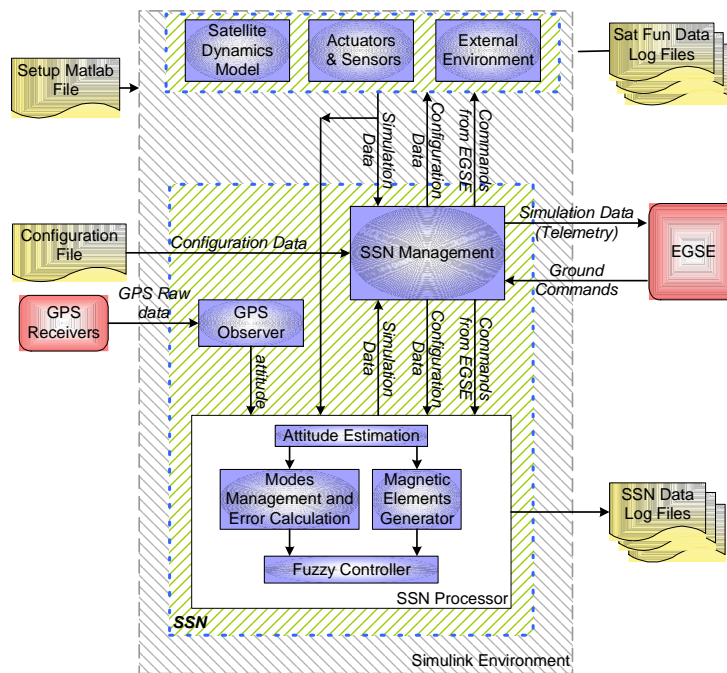 Satellite
Dynamics
Model
Actuators
& Sensors
External
Environment
Sat Fun Data
Log Files
Setup Matlab
File
Simulation
Data
Configuration
Data
Commands
from EGSE
Configuration
File
Configuration Data
SSN Management
Simulation Data
(Telemetry)
EGSE
Ground
Commands
GPS
Receivers
GPS Raw
data
GPS
Observer
attitude
Simulation
Data
Configuration
Data
Commands
from EGSE
Attitude Estimation
Modes
Management and
Error Calculation
Magnetic
Elements
Generator
Fuzzy Controller
SSN Processor
SSN Data
Log Files
SSN
Simulink Environment